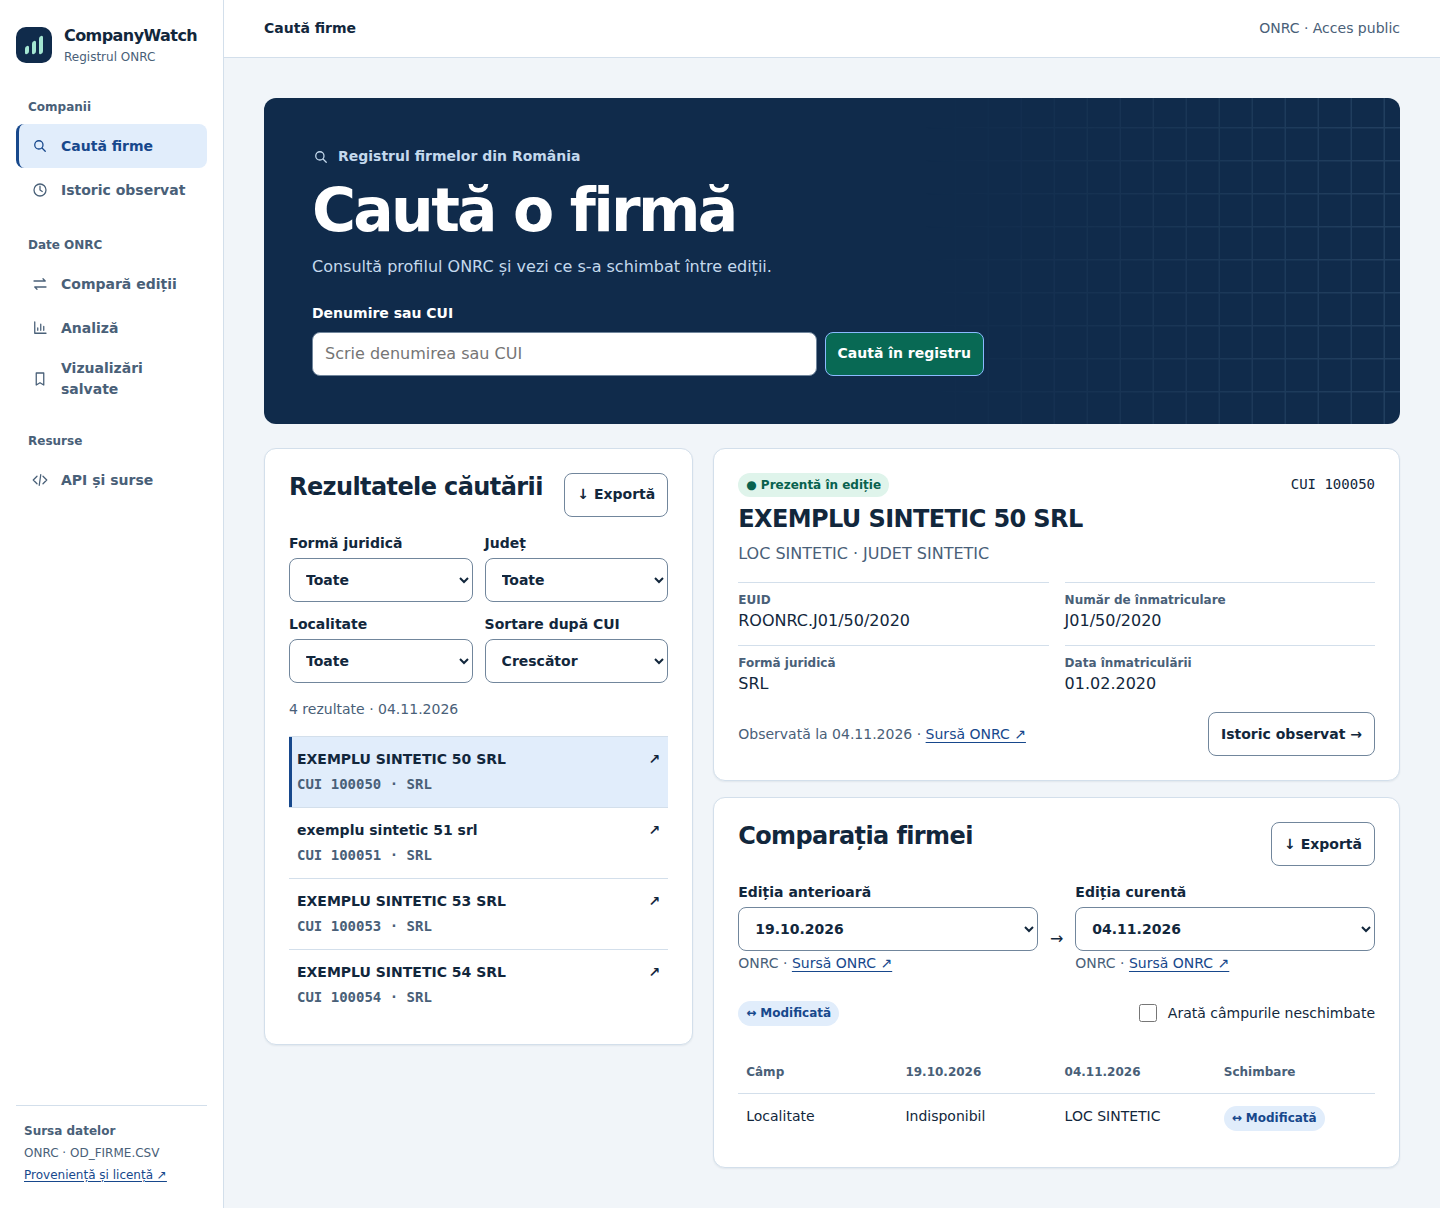 CompanyWatch
Registrul ONRC
Companii
Caută firme
Istoric observat
Date ONRC
Compară ediții
Analiză
Vizualizări
salvate
Resurse
API și surse
Sursa datelor
ONRC · OD_FIRME.CSV
Proveniență și licență ↗
Caută firme
ONRC · Acces public
Registrul firmelor din România
Caută o firmă
Consultă profilul ONRC și vezi ce s-a schimbat între ediții.
Denumire sau CUI
Scrie denumirea sau CUI
Caută în registru
Rezultatele căutării
↓ Exportă
Formă juridică
Județ
Toate
Toate
Localitate
Sortare după CUI
Toate
Crescător
4 rezultate · 04.11.2026
EXEMPLU SINTETIC 50 SRL ↗
CUI 100050 · SRL
exemplu sintetic 51 srl ↗
CUI 100051 · SRL
EXEMPLU SINTETIC 53 SRL ↗
CUI 100053 · SRL
EXEMPLU SINTETIC 54 SRL ↗
CUI 100054 · SRL
● Prezentă în ediție
CUI 100050
EXEMPLU SINTETIC 50 SRL
LOC SINTETIC · JUDET SINTETIC
EUID
ROONRC.J01/50/2020
Număr de înmatriculare
J01/50/2020
Formă juridică
SRL
Data înmatriculării
01.02.2020
Observată la 04.11.2026 · Sursă ONRC ↗
Istoric observat →
Comparația firmei
↓ Exportă
Ediția anterioară
19.10.2026
ONRC · Sursă ONRC ↗
→
Ediția curentă
04.11.2026
ONRC · Sursă ONRC ↗
↔ Modificată
Arată câmpurile neschimbate
Câmp 19.10.2026 04.11.2026 Schimbare
Localitate Indisponibil LOC SINTETIC ↔ Modificată